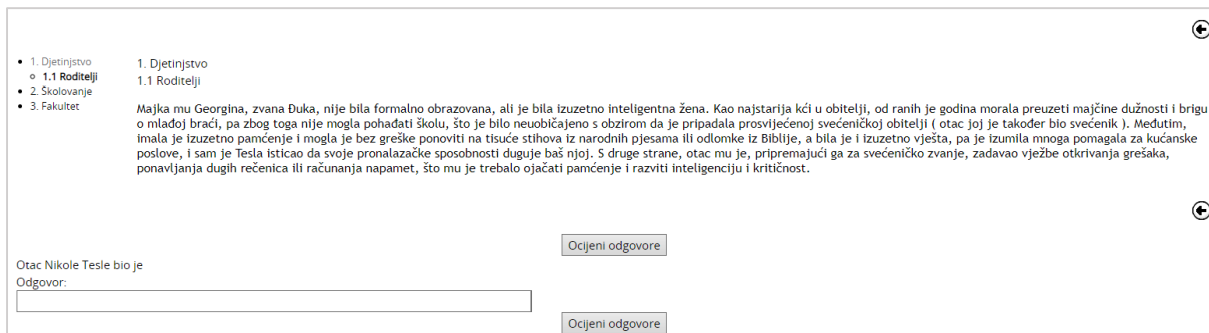 1. Djetinjstvo
1.1 Roditelji
2. Školovanje
3. Fakultet
1. Djetinjstvo
1.1 Roditelji
Majka mu Georgina, zvana Đuka, nije bila formalno obrazovana, ali je bila izuzetno inteligentna žena. Kao najstarija kći u obitelji, od ranih je godina morala preuzeti majčine dužnosti i brigu
o mlađoj braći, pa zbog toga nije mogla pohađati školu, što je bilo neuobičajeno s obzirom da je pripadala prosvijećenoj svećeničkoj obitelji ( otac joj je također bio svećenik ). Međutim,
imala je izuzetno pamćenje i mogla je bez greške ponoviti na tisuće stihova iz narodnih pjesama ili odlomke iz Biblije, a bila je i izuzetno vješta, pa je izumila mnoga pomagala za kućanske
poslove, i sam je Tesla isticao da svoje pronalazačke sposobnosti duguje baš njoj. S druge strane, otac mu je, pripremajući ga za svećeničko zvanje, zadavao vježbe otkrivanja grešaka,
ponavljanja dugih rečenica ili računanja napamet, što mu je trebalo ojačati pamćenje i razviti inteligenciju i kritičnost.
Ocijeni odgovore
Otac Nikole Tesle bio je
Odgovor:
Ocijeni odgovore